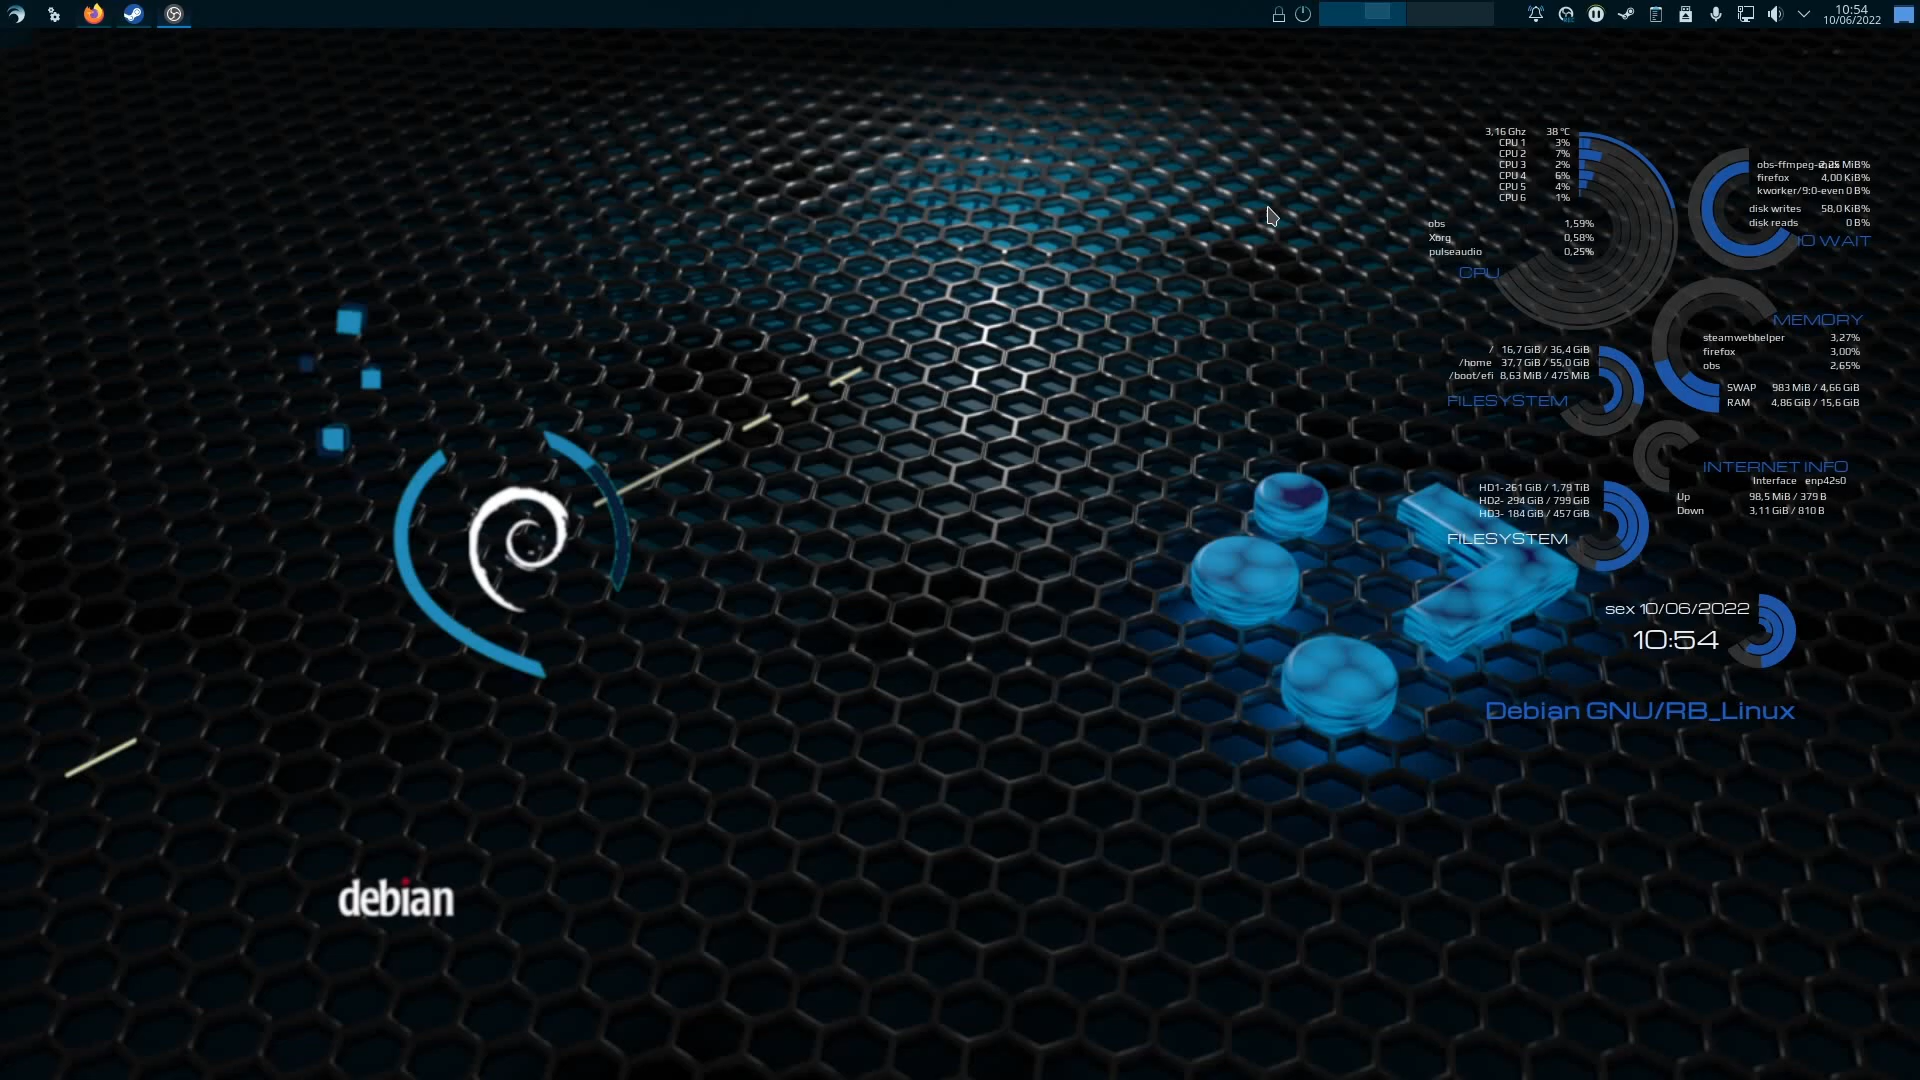 10:54
10/06/2022
3,16 Ghz 38 °C
CPU 1 3%
CPU 2 7%
CPU 3 2%
CPU 4 6%
CPU 5 4%
CPU 6 1%
obs 1,59%
Xorg 0,58%
pulseaudio 0,25%
CPU
firefox 4,00 KiB%
kworker/9:0-even 0 B%
disk writes 58,0 KiB%
disk reads 0 B%
IO WAIT
MEMORY
steamwebhelper 3,27%
firefox 3,00%
obs 2,65%
SWAP 983 MiB / 4,66 GiB
RAM 4,86 GiB / 15,6 GiB
/ 16,7 GiB / 36,4 GiB
/home 37,7 GiB / 55,0 GiB
/boot/efi 8,63 MiB / 475 MiB
FILESYSTEM
INTERNET INFO
Interface enp42s0
Up 98,5 MiB / 379 B
Down 3,11 GiB / 810 B
HD1- 261 GiB / 1,79 TiB
HD2- 294 GiB / 799 GiB
HD3- 184 GiB / 457 GiB
FILESYSTEM
sex 10/06/2022
10:54
Debian GNU/RB_Linux
debian